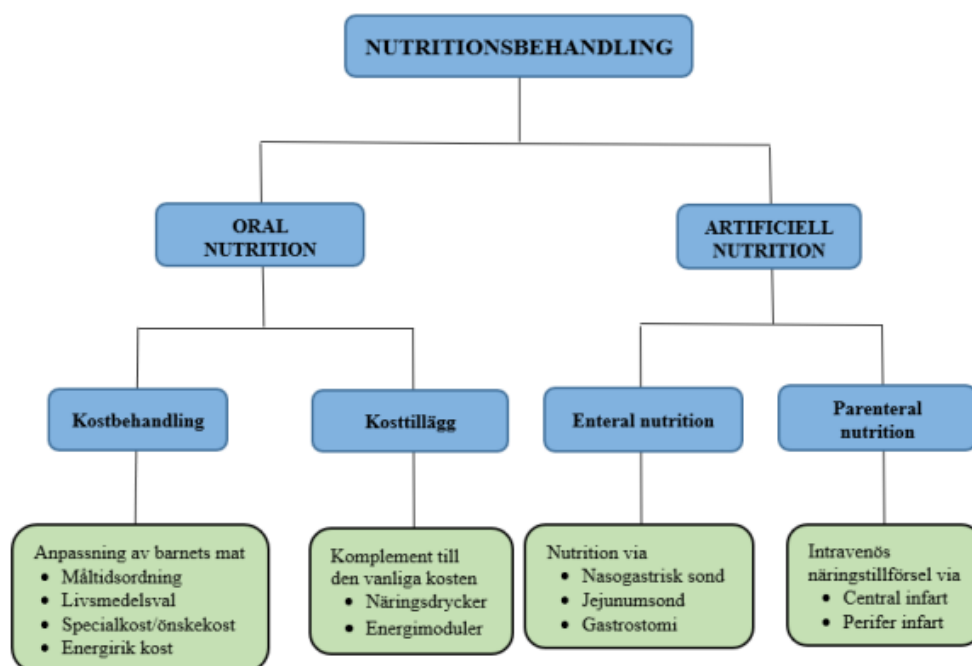 NUTRITIONSBEHANDLING
ORAL
NUTRITION
ARTIFICIELL
NUTRITION
Kostbehandling
Kosttillägg
Enteral nutrition
Parenteral
nutrition
Anpassning av barnets mat
• Måltidsordning
• Livsmedelsval
• Specialkost/önskekost
• Energirik kost
Komplement till
den vanliga kosten
• Näringsdrycker
• Energimoduler
Nutrition via
• Nasogastrisk sond
• Jejunumsond
• Gastrostomi
Intravenös
näringstillförsel via
• Central infart
• Perifer infart